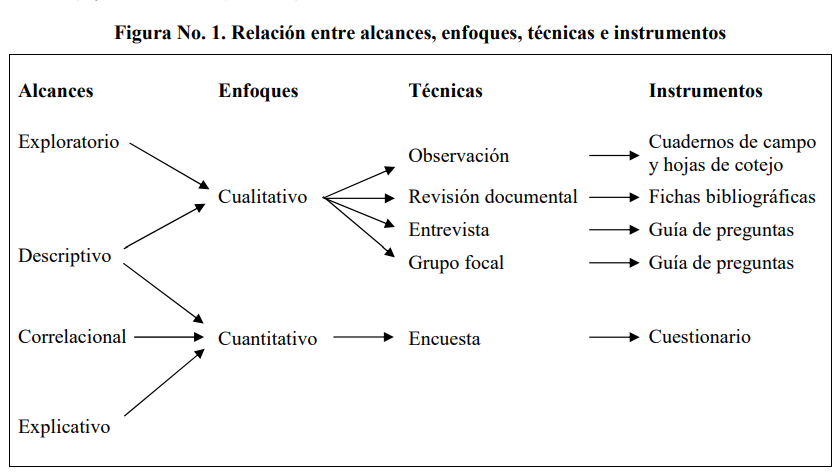 Figura No. 1. Relación entre alcances, enfoques, técnicas e instrumentos
Alcances Enfoques Técnicas Instrumentos
Exploratorio
Observación
Cuadernos de campo
y hojas de cotejo
Cualitativo Revisión documental Fichas bibliográficas
Entrevista Guía de preguntas
Descriptivo Grupo focal Guía de preguntas
Correlacional Cuantitativo Encuesta Cuestionario
Explicativo